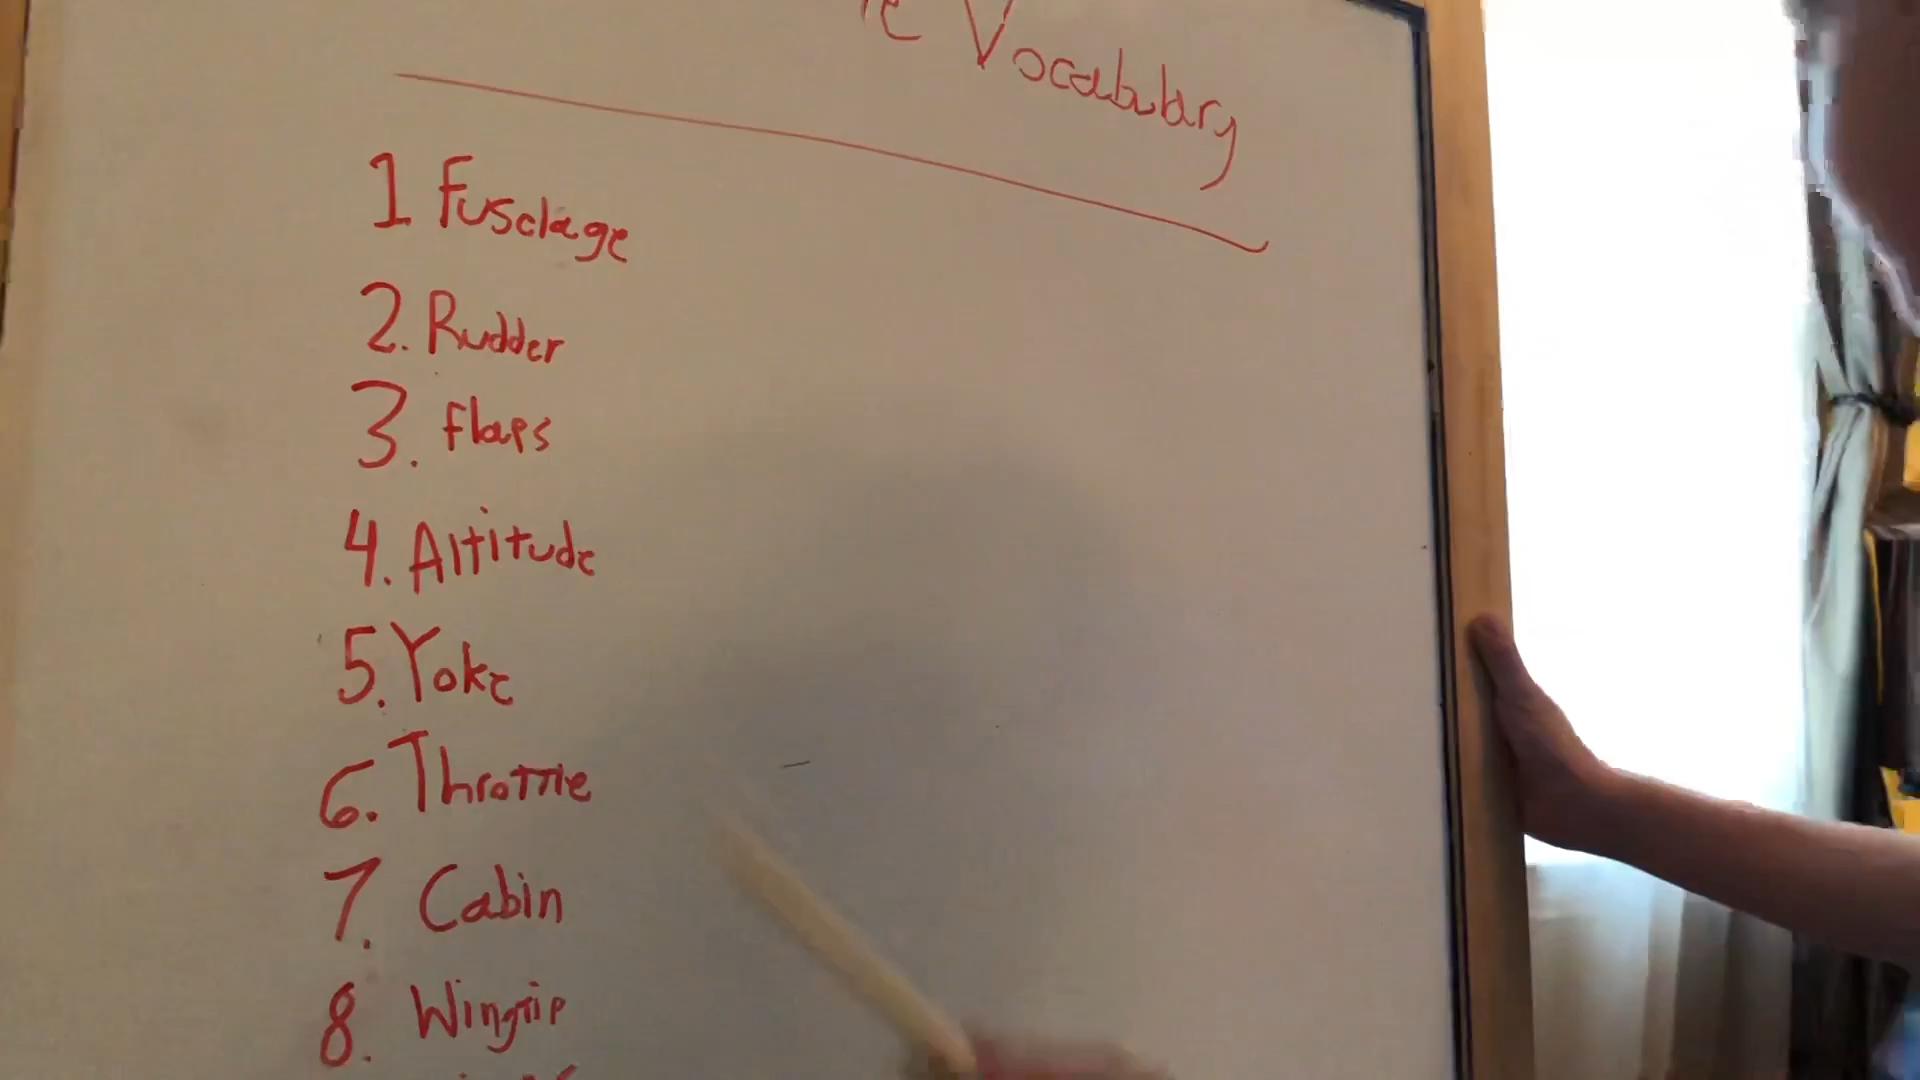 Vocabulary
1 Fuselage
2. Rudder
3. flaps
4. Altitude
5. Yoke
6. Throttle
7. Cabin
8. Wingtip